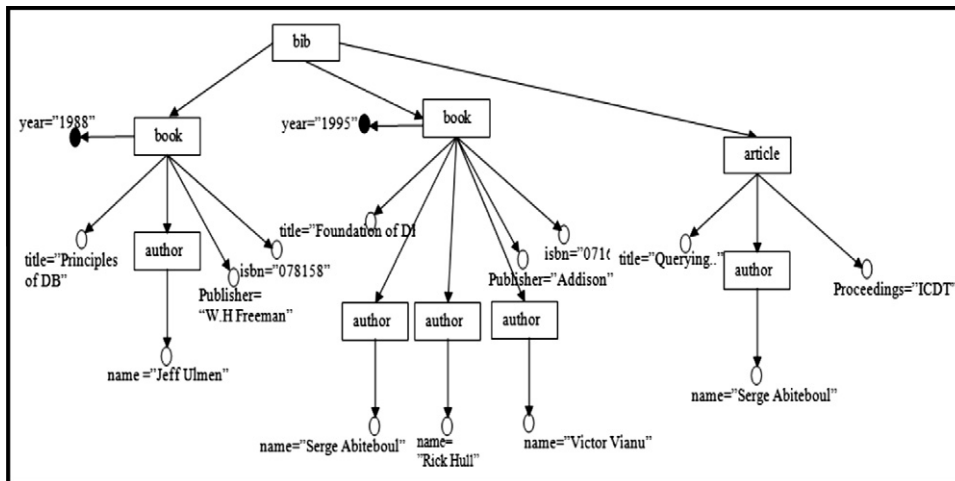 bib
year="1988"
book
year="1995"
book
article
title="Principles
of DB"
author
isbn="078158"
Publisher=
"W.H Freeman"
name ="Jeff Ulmen"
title="Foundation of DI
isbn="0716
Publisher="Addison"
author
author
author
name="Serge Abiteboul"
name=
"Rick Hull"
name="Victor Vianu"
title="Querying.."
author
Proceedings="ICDT"
name="Serge Abiteboul"